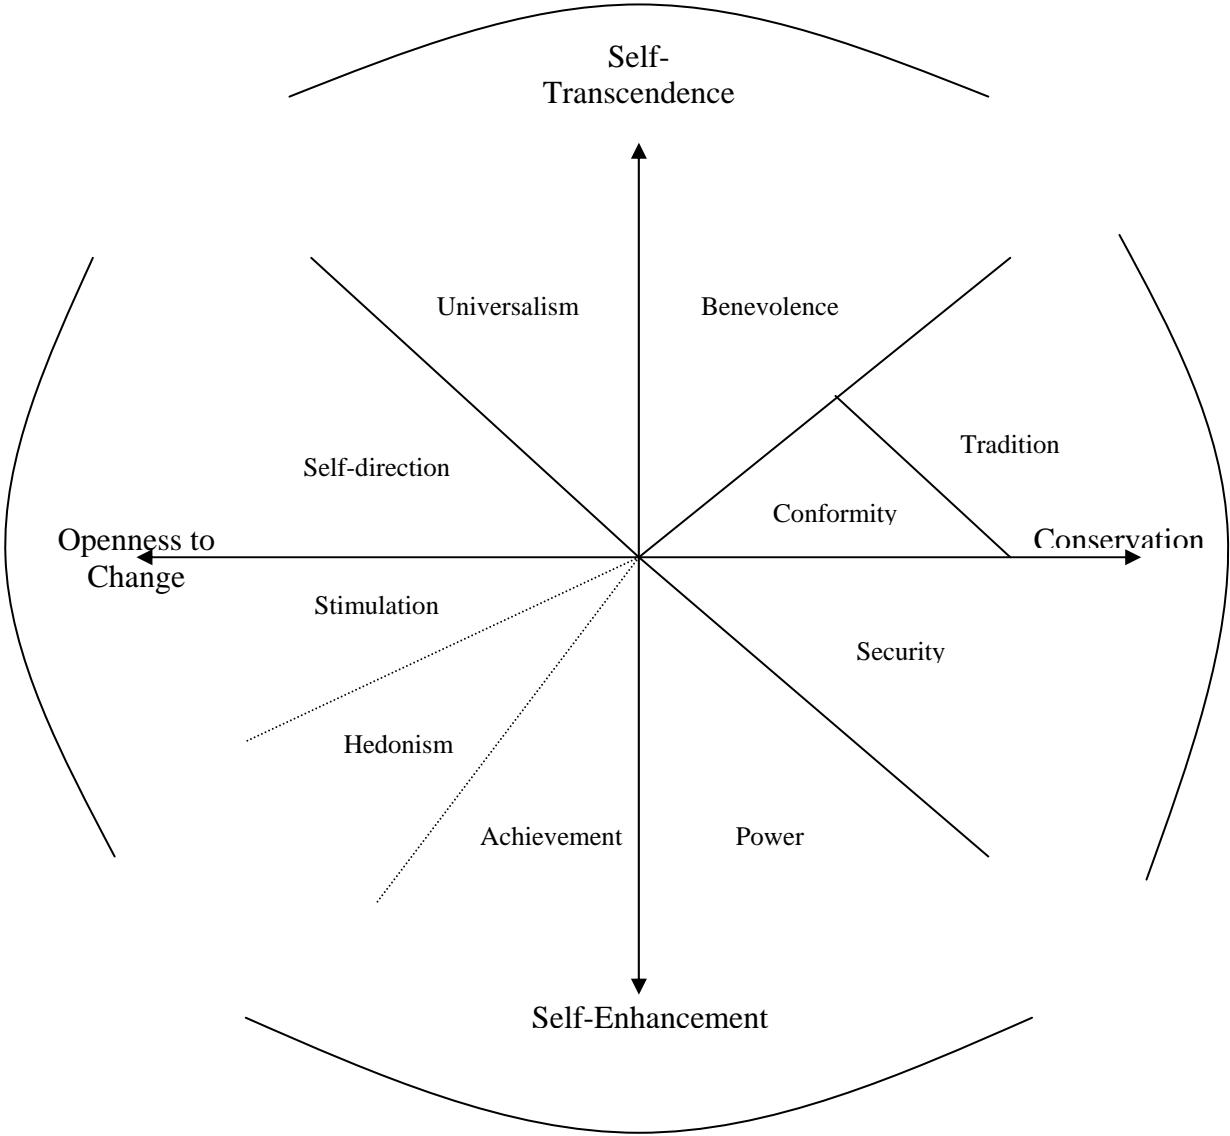 Self-
Transcendence
Universalism
Benevolence
Tradition
Self-direction
Conformity
Openness to
Change
Conservation
Stimulation
Security
Hedonism
Achievement
Power
Self-Enhancement